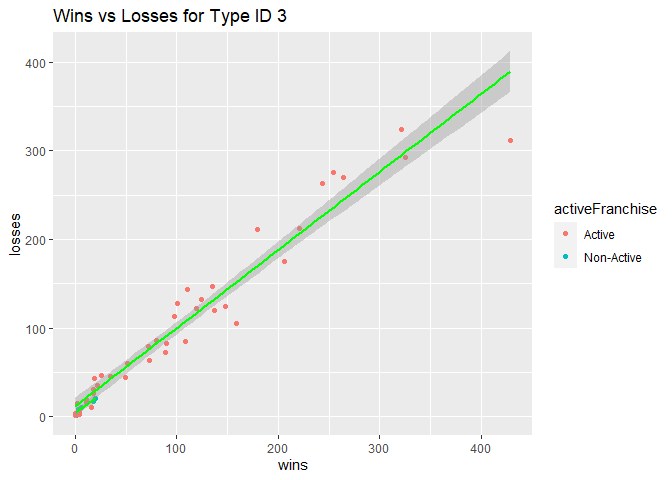 Wins vs Losses for Type ID 3
400
300
200
100
0
losses
0 100 200 300 400
wins
activeFranchise
Active
Non-Active